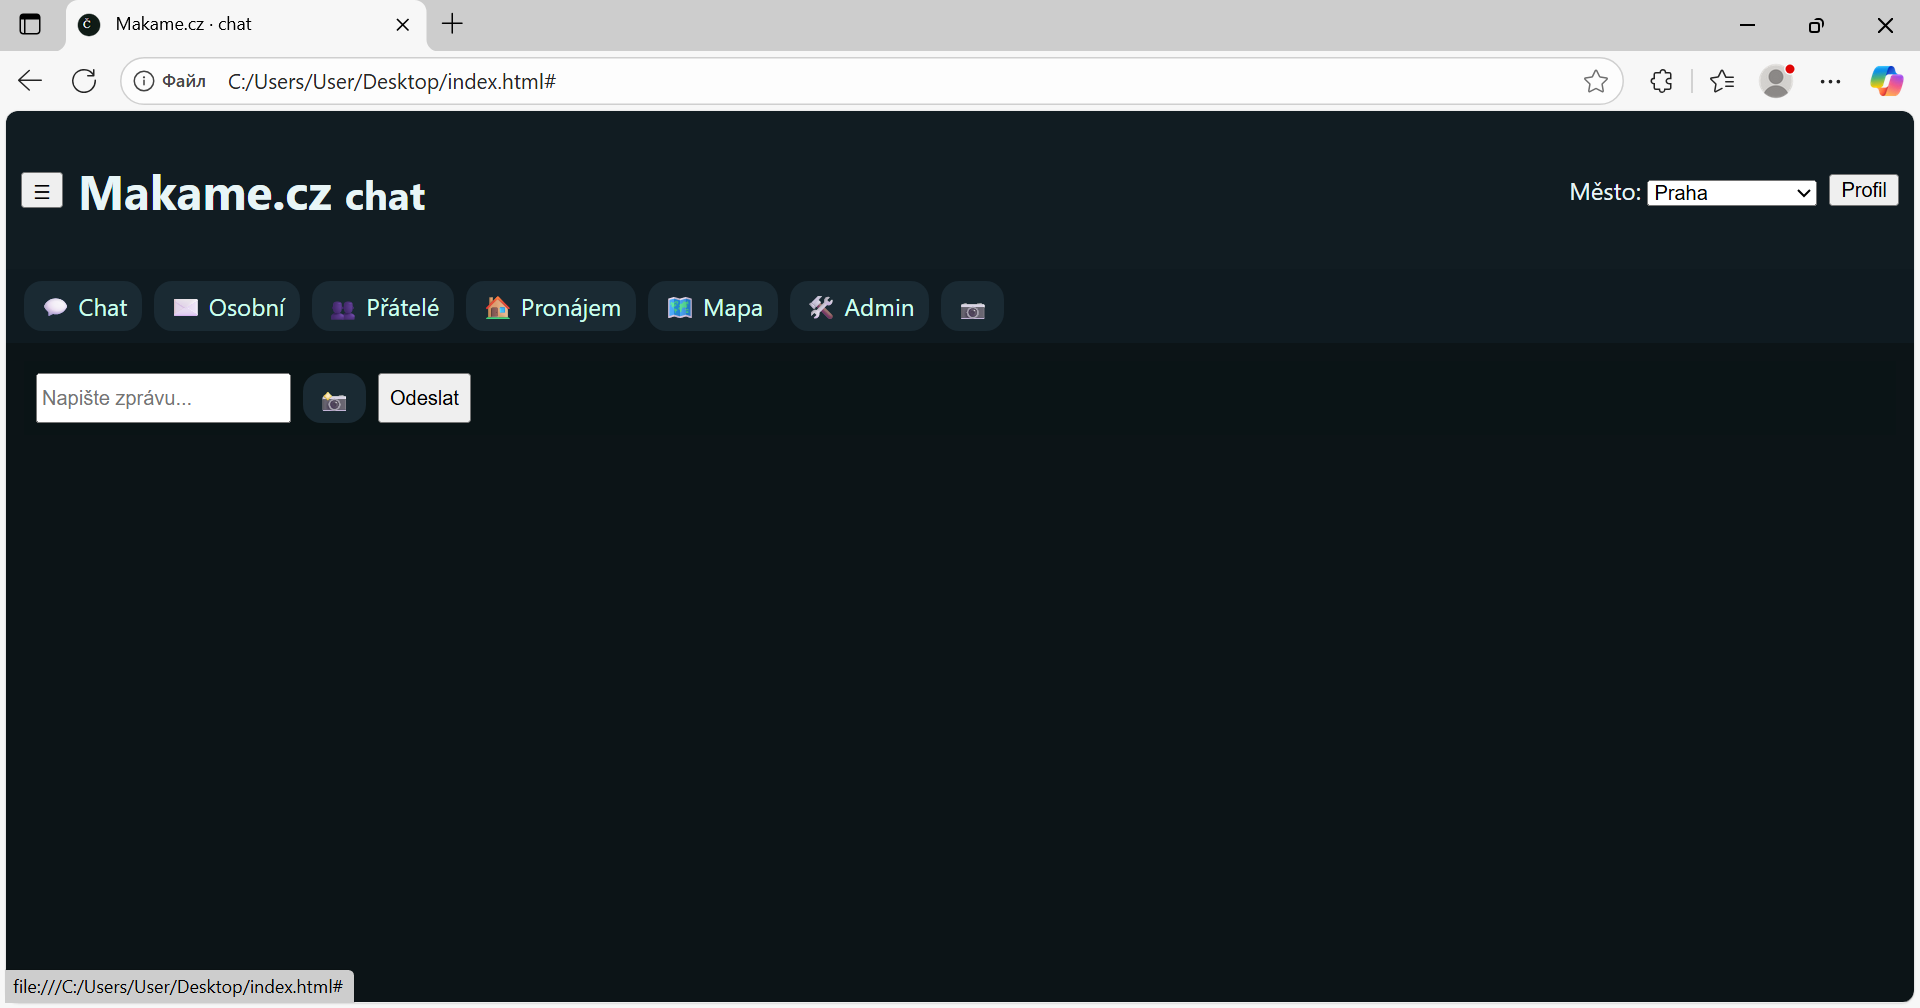 Makame.cz · chat
Файл C:/Users/User/Desktop/index.html#
☰ Makame.cz chat
Město: Praha Profil
💬 Chat ✉️ Osobní 👥 Přátelé 🏠 Pronájem 🗺️ Mapa 🛠️ Admin 📷
Napište zprávu... 📸 Odeslat
file:///C:/Users/User/Desktop/index.html#